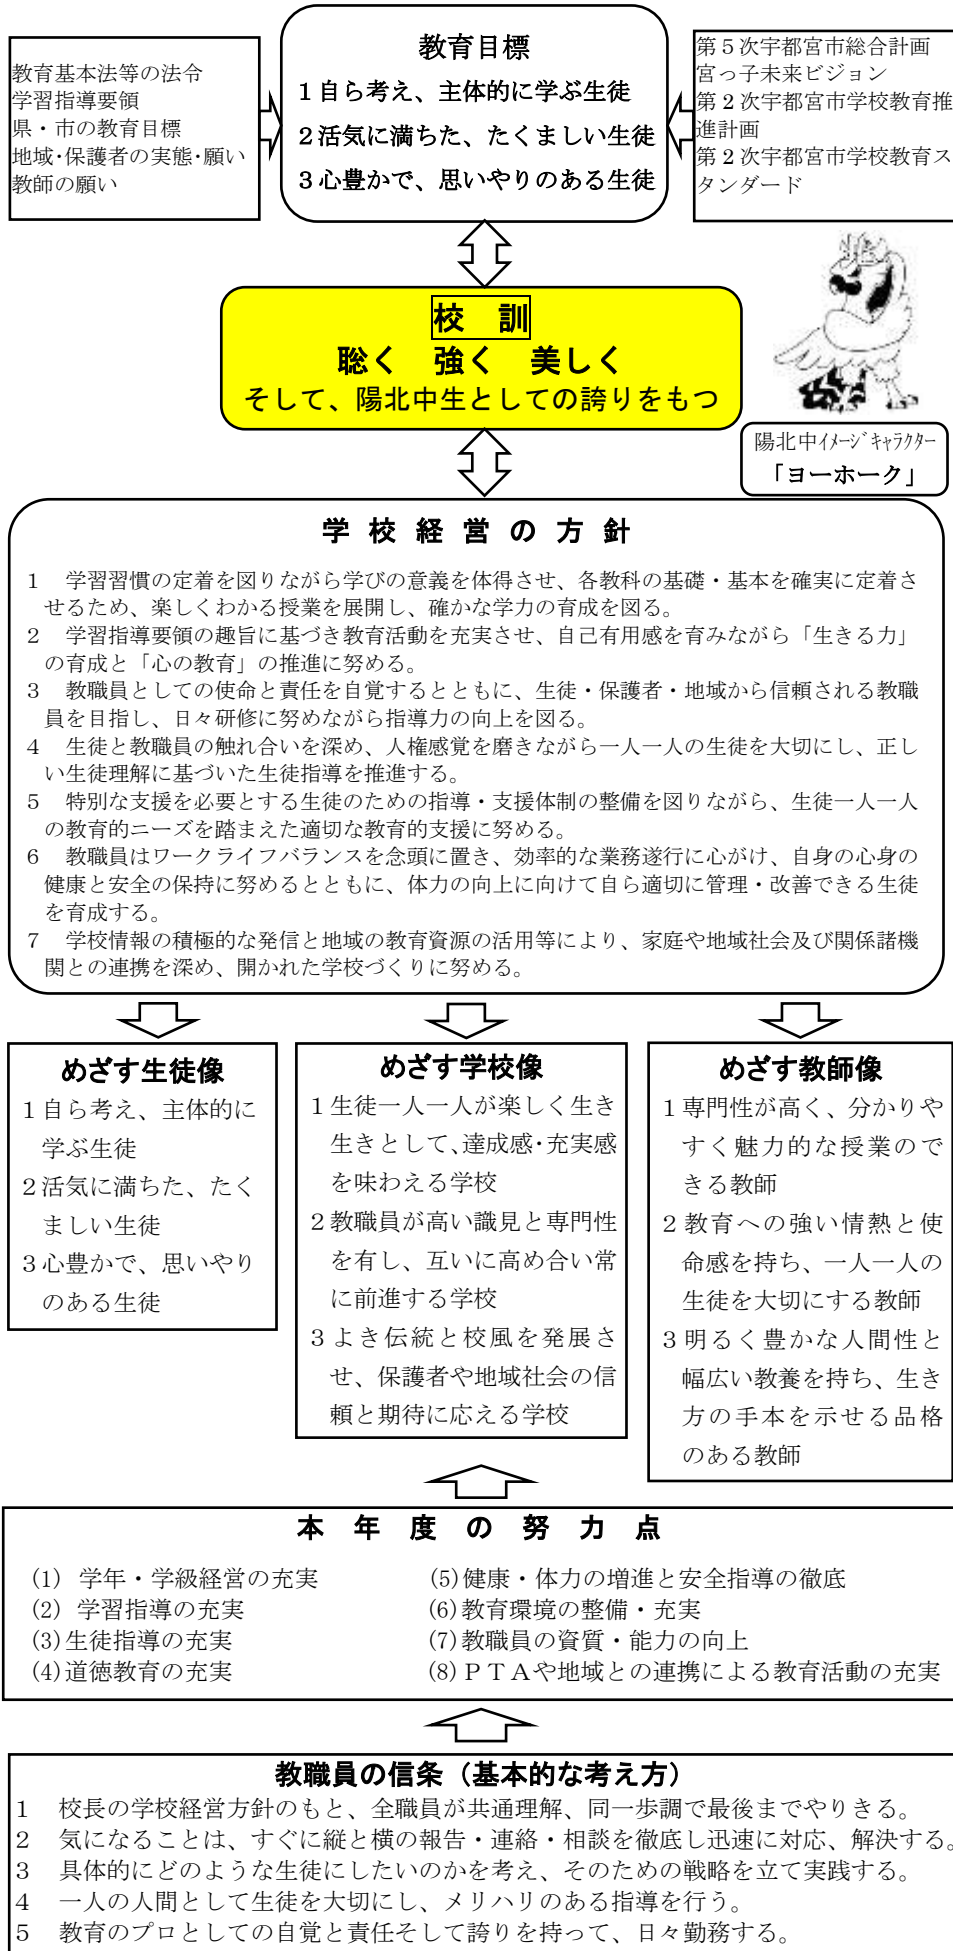 教育目標
1自ら考え、主体的に学ぶ生徒
2活気に満ちた、たくましい生徒
3心豊かで、思いやりのある生徒
教育基本法等の法令
学習指導要領
県・市の教育目標
地域・保護者の実態・願い
教師の願い
第5次宇都宮市総合計画
宮っ子未来ビジョン
第2次宇都宮市学校教育推
進計画
第2次宇都宮市学校教育ス
タンダード
校 訓
聡く 強く 美しく
そして、陽北中生としての誇りをもつ
陽北中イメージキャラクター
「ヨーホーク」
学 校 経 営 の 方 針
1 学習習慣の定着を図りながら学びの意義を体得させ、各教科の基礎・基本を確実に定着さ
せるため、楽しくわかる授業を展開し、確かな学力の育成を図る。
2 学習指導要領の趣旨に基づき教育活動を充実させ、自己有用感を育みながら「生きる力」
の育成と「心の教育」の推進に努める。
3 教職員としての使命と責任を自覚するとともに、生徒・保護者・地域から信頼される教職
員を目指し、日々研修に努めながら指導力の向上を図る。
4 生徒と教職員の触れ合いを深め、人権感覚を磨きながら一人一人の生徒を大切にし、正し
い生徒理解に基づいた生徒指導を推進する。
5 特別な支援を必要とする生徒のための指導・支援体制の整備を図りながら、生徒一人一人
の教育的ニーズを踏まえた適切な教育的支援に努める。
6 教職員はワークライフバランスを念頭に置き、効率的な業務遂行に心がけ、自身の心身の
健康と安全の保持に努めるとともに、体力の向上に向けて自ら適切に管理・改善できる生徒
を育成する。
7 学校情報の積極的な発信と地域の教育資源の活用等により、家庭や地域社会及び関係諸機
関との連携を深め、開かれた学校づくりに努める。
めざす生徒像
1自ら考え、主体的に
学ぶ生徒
2活気に満ちた、たく
ましい生徒
3心豊かで、思いやり
のある生徒
めざす学校像
1生徒一人一人が楽しく生き
生きとして、達成感・充実感
を味わえる学校
2教職員が高い識見と専門性
を有し、互いに高め合い常
に前進する学校
3よき伝統と校風を発展さ
せ、保護者や地域社会の信
頼と期待に応える学校
めざす教師像
1専門性が高く、分かりや
すく魅力的な授業ので
きる教師
2教育への強い情熱と使
命感を持ち、一人一人の
生徒を大切にする教師
3明るく豊かな人間性と
幅広い教養を持ち、生き
方の手本を示せる品格
のある教師
本 年 度 の 努 力 点
(1) 学年・学級経営の充実
(2) 学習指導の充実
(3)生徒指導の充実
(4)道徳教育の充実
(5)健康・体力の増進と安全指導の徹底
(6)教育環境の整備・充実
(7)教職員の資質・能力の向上
(8)PTAや地域との連携による教育活動の充実
教職員の信条(基本的な考え方)
1 校長の学校経営方針のもと、全職員が共通理解、同一歩調で最後までやりきる。
2 気になることは、すぐに縦と横の報告・連絡・相談を徹底し迅速に対応、解決する。
3 具体的にどのような生徒にしたいのかを考え、そのための戦略を立て実践する。
4 一人の人間として生徒を大切にし、メリハリのある指導を行う。
5 教育のプロとしての自覚と責任そして誇りを持って、日々勤務する。